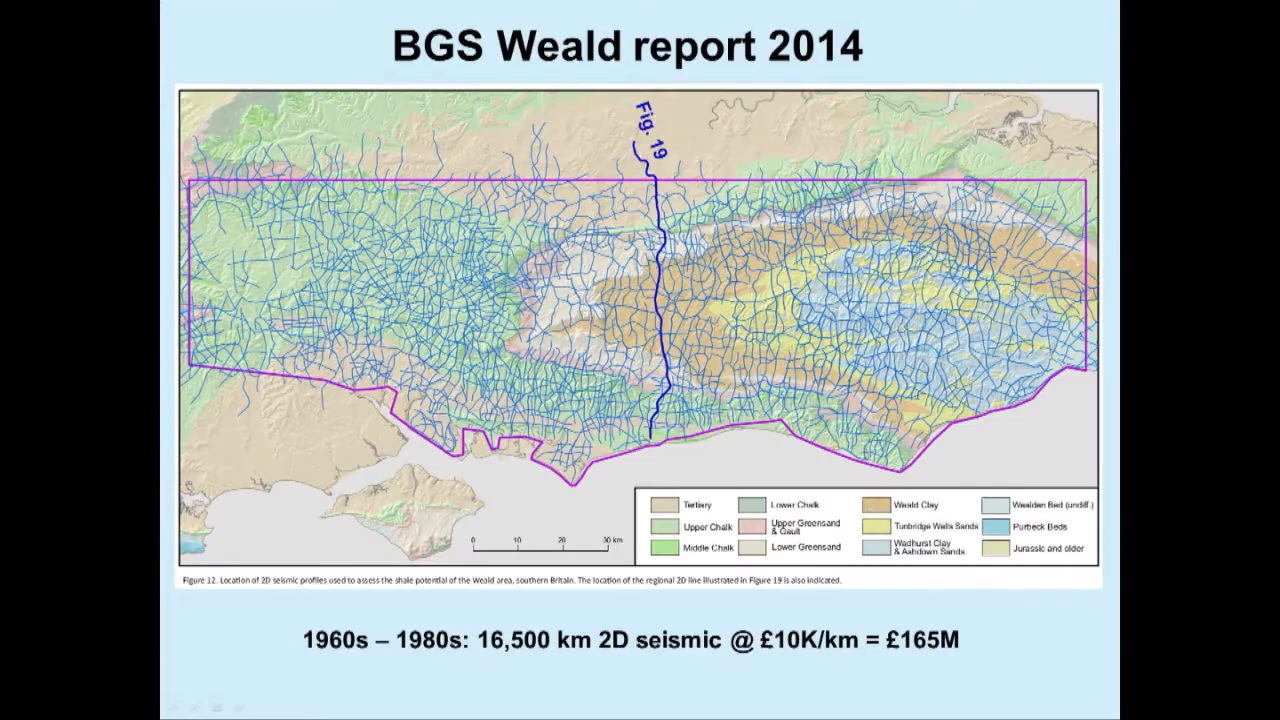 BGS Weald report 2014
Fig. 19
0 10 20 30 km
Tertiary
Upper Chalk
Middle Chalk
Lower Chalk
Upper Greensand
& Gault
Lower Greensand
Weald Clay
Tunbridge Wells Sands
Wadhurst Clay
& Ashdown Sands
Wealden Bed (undiff.)
Purbeck Beds
Jurassic and older
Figure 12. Location of 2D seismic profiles used to assess the shale potential of the Weald area, southern Britain. The location of the regional 2D line illustrated in Figure 19 is also indicated.
1960s – 1980s: 16,500 km 2D seismic @ £10K/km = £165M